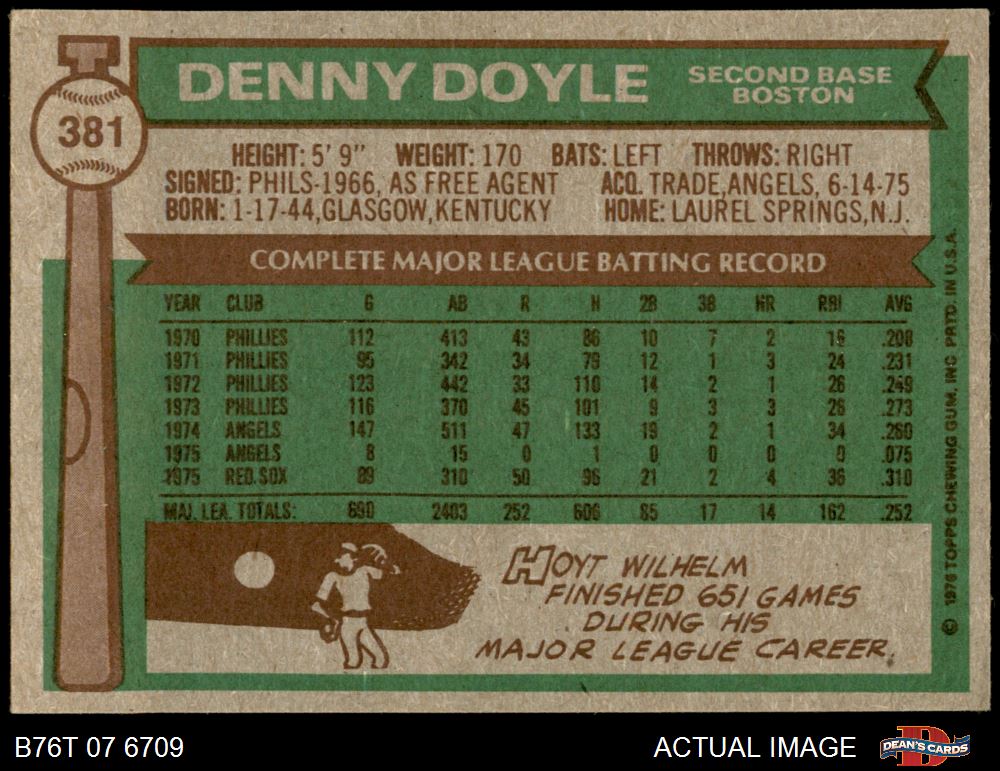 DENNY DOYLE
SECOND BASE
BOSTON
381
HEIGHT: 5' 9" WEIGHT: 170 BATS: LEFT THROWS: RIGHT
SIGNED: PHILS-1966, AS FREE AGENT ACQ. TRADE,ANGELS, 6-14-75
BORN: 1-17-44,GLASGOW,KENTUCKY HOME: LAUREL SPRINGS,N.J.
COMPLETE MAJOR LEAGUE BATTING RECORD
YEAR CLUB G AB R H 2B 3B HR RBI AVG
1970 PHILLIES 112 413 43 86 10 7 2 16 .208
1971 PHILLIES 95 342 34 79 12 1 3 24 .231
1972 PHILLIES 123 442 33 110 14 2 1 26 .249
1973 PHILLIES 116 370 45 101 9 3 3 26 .273
1974 ANGELS 147 511 47 133 19 2 1 34 .260
1975 ANGELS 8 15 0 1 0 0 0 0 .075
1975 RED SOX 89 310 50 96 21 2 4 36 .310
MAJ. LEA. TOTALS: 690 2403 252 606 85 17 14 162 .252
HOYT WILHELM
FINISHED 651 GAMES
DURING HIS
MAJOR LEAGUE CAREER.
© 1976 TOPPS CHEWING GUM, INC PRTD. IN U.S.A.
B76T 07 6709
ACTUAL IMAGE
DEAN'S CARDS